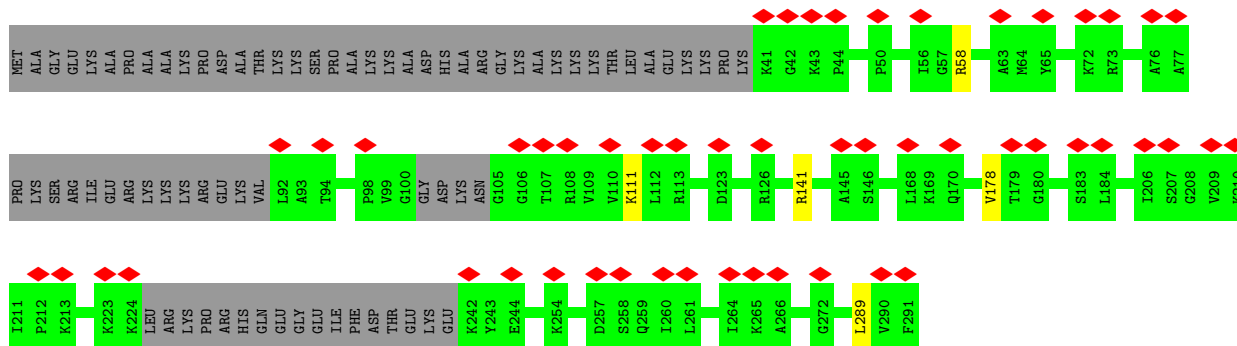 MET ALA GLY GLU LYS ALA PRO ALA ALA LYS PRO ASP ALA THR LYS LYS SER PRO ALA LYS LYS ALA ASP HIS ALA ARG GLY LYS ALA LYS LYS LYS THR LEU ALA GLU LYS LYS PRO LYS K41 G42 K43 P44 P50 I56 G57 R58 A63 M64 Y65 K72 R73 A76 A77
PRO LYS SER ARG ILE GLU ARG LYS LYS LYS ARG GLU LYS VAL L92 A93 T94 P98 V99 G100 GLY ASP LYS ASN G105 G106 T107 R108 V109 V110 K111 L112 R113 D123 R126 R141 A145 S146 L168 K169 Q170 V178 T179 G180 S183 L184 I206 S207 G208 V209 K210
I211 P212 K213 K223 K224 LEU ARG LYS PRO ARG HIS GLN GLU GLY GLU ILE PHE ASP THR GLU LYS GLU K242 Y243 E244 K254 D257 S258 Q259 I260 L261 I264 K265 A266 G272 L289 V290 F291